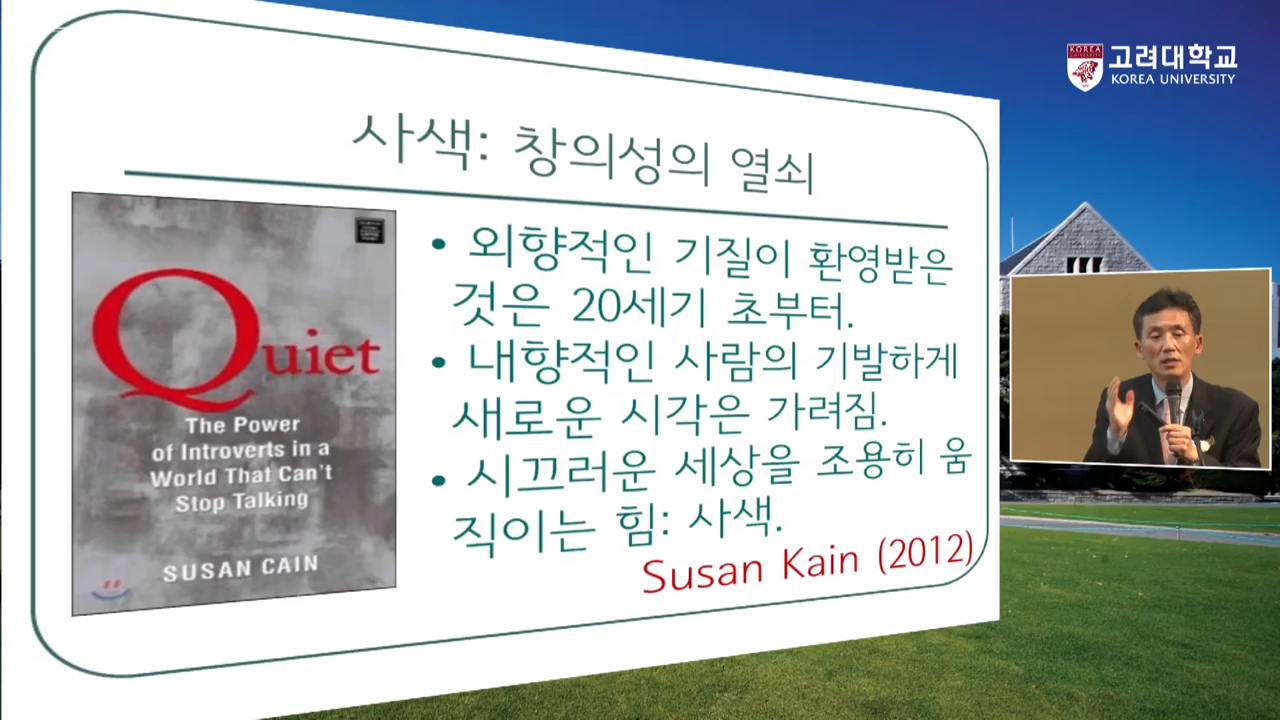 KOREA
UNIVERSITY
고려대학교
KOREA UNIVERSITY
사색: 창의성의 열쇠
Quiet
The Power
of Introverts in a
World That Can't
Stop Talking
SUSAN CAIN
• 외향적인 기질이 환영받은
것은 20세기 초부터.
• 내향적인 사람의 기발하게
새로운 시각은 가려짐.
• 시끄러운 세상을 조용히 움
직이는 힘: 사색.
Susan Kain (2012)